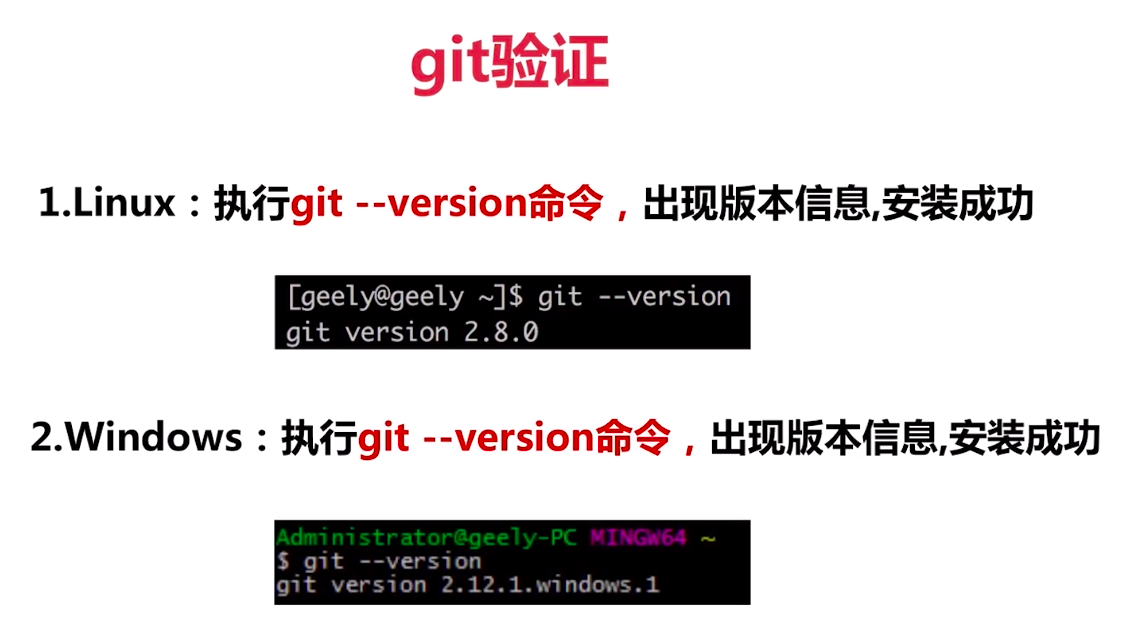 git验证
1.Linux：执行git --version命令，出现版本信息,安装成功
[geely@geely ~]$ git --version
git version 2.8.0
2.Windows：执行git --version命令，出现版本信息,安装成功
Administrator@geely-PC MINGW64 ~
$ git --version
git version 2.12.1.windows.1